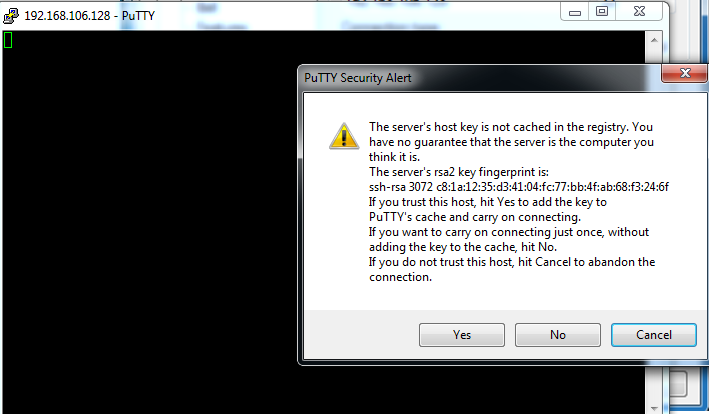 192.168.106.128 - PuTTY
PuTTY Security Alert
The server's host key is not cached in the registry. You
have no guarantee that the server is the computer you
think it is.
The server's rsa2 key fingerprint is:
ssh-rsa 3072 c8:1a:12:35:d3:41:04:fc:77:bb:4f:ab:68:f3:24:6f
If you trust this host, hit Yes to add the key to
PuTTY's cache and carry on connecting.
If you want to carry on connecting just once, without
adding the key to the cache, hit No.
If you do not trust this host, hit Cancel to abandon the
connection.
Yes
No
Cancel